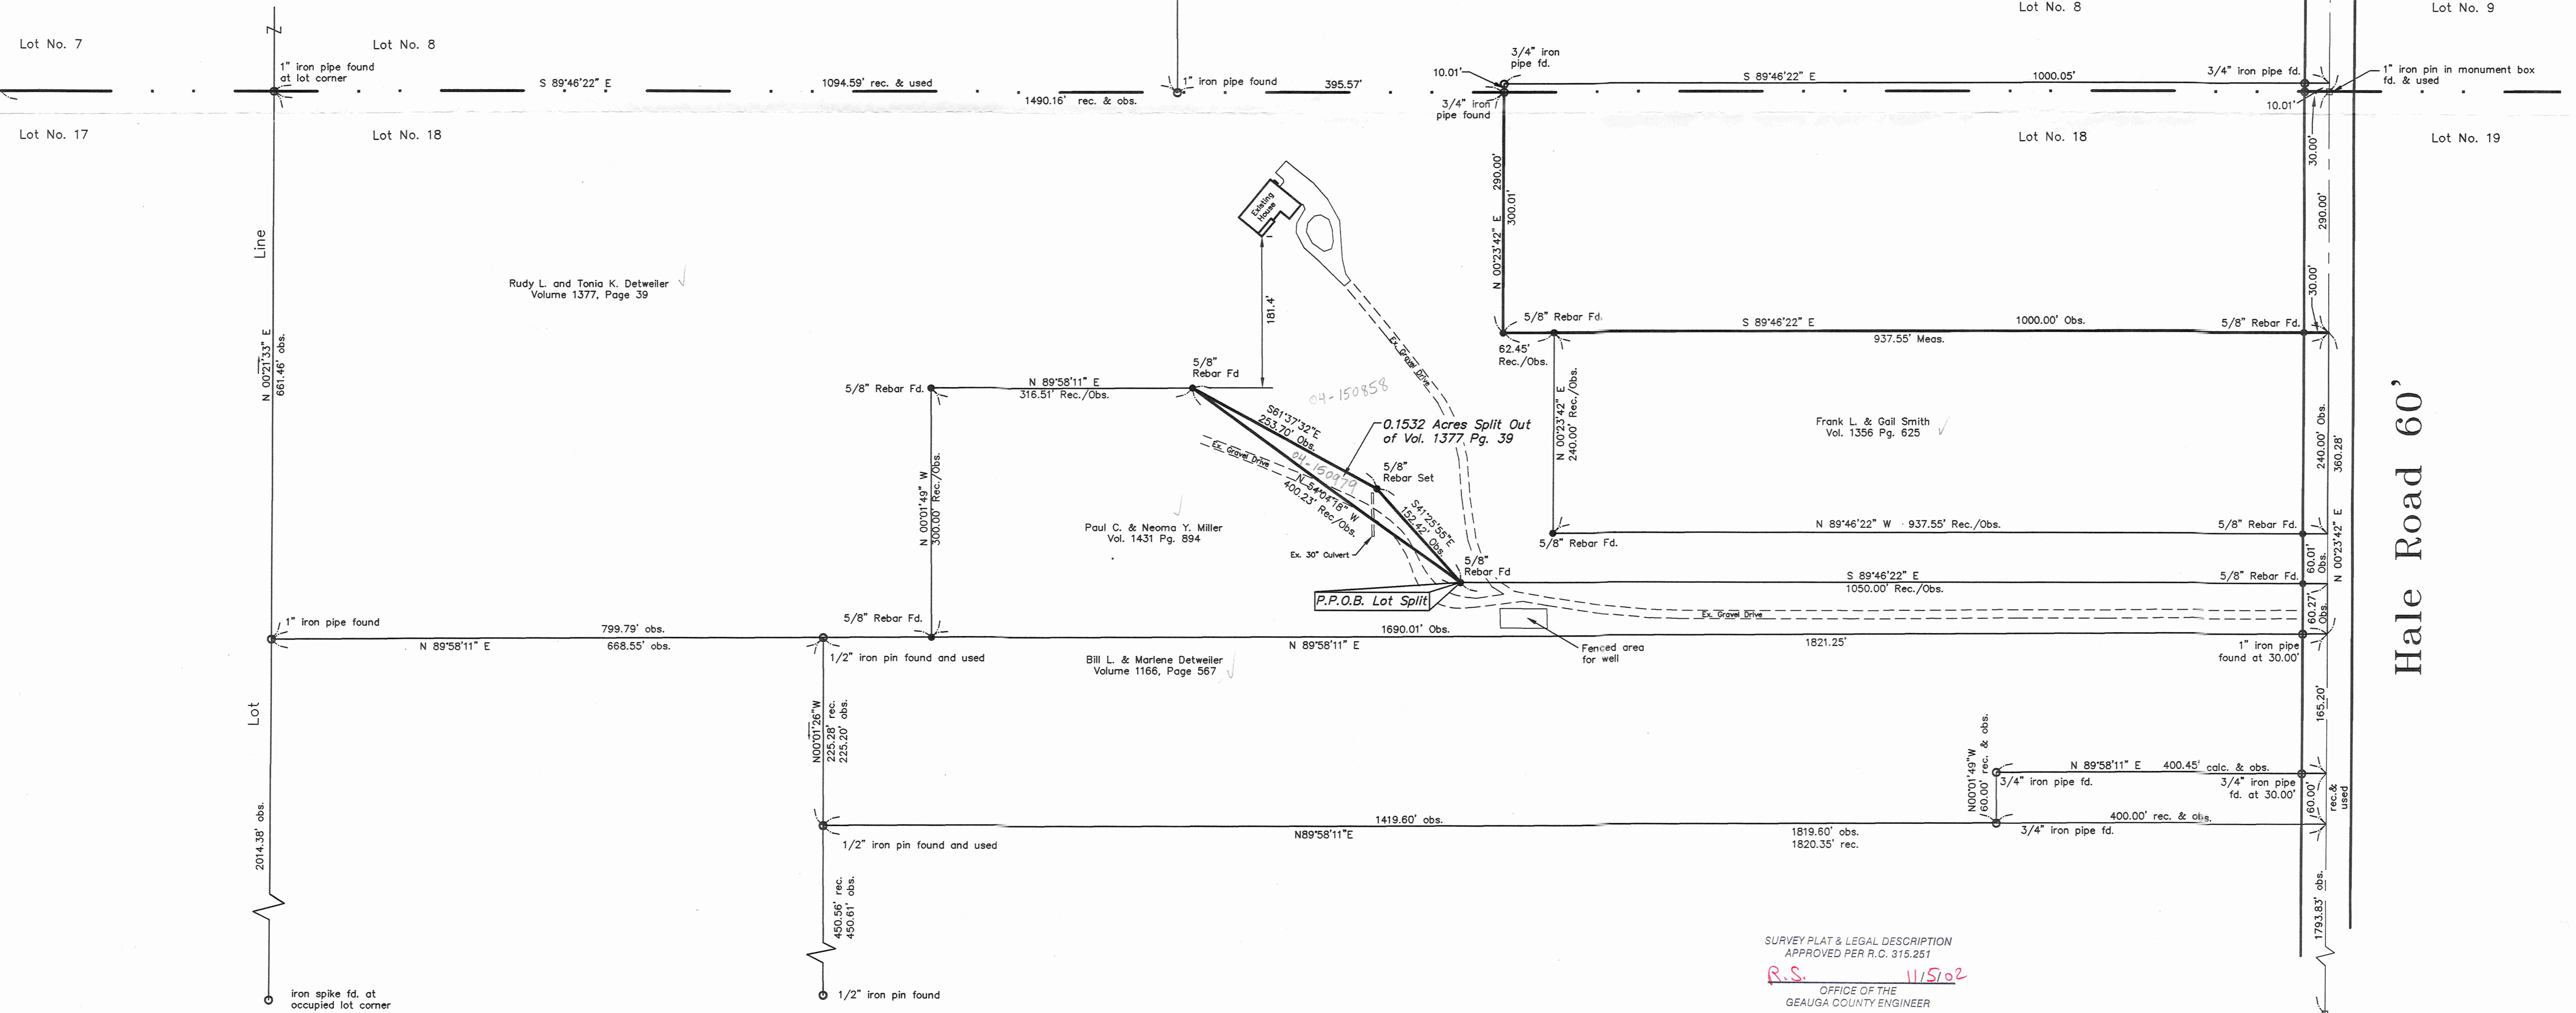 Lot No. 7
Lot No. 8
Lot No. 8
Lot No. 9
1" iron pipe found
at lot corner
S 89°46'22" E
1094.59' rec. & used
1490.16' rec. & obs.
1" iron pipe found
395.57'
10.01'
3/4" iron
pipe fd.
3/4" iron
pipe found
S 89°46'22" E
1000.05'
3/4" iron pipe fd.
1" iron pin in monument box
fd. & used
10.01'
Lot No. 17
Lot No. 18
Lot No. 18
Lot No. 19
30.00'
290.00'
30.00'
N 00°23'42" E 290.00'
300.01'
Existing
House
181.4'
Line
Rudy L. and Tonia K. Detweiler
Volume 1377, Page 39
N 00°21'33" E
661.46' obs.
Ex. Gravel Drive
5/8" Rebar Fd.
S 89°46'22" E
1000.00' Obs.
5/8" Rebar Fd.
62.45'
Rec./Obs.
937.55' Meas.
5/8" Rebar Fd.
N 89°58'11" E
316.51' Rec./Obs.
5/8"
Rebar Fd
04-150858
S61°37'32"E
253.70' Obs.
0.1532 Acres Split Out
of Vol. 1377 Pg. 39
Ex. Gravel Drive
04-150979
N 54°04'18" W
400.23' Rec/Obs.
5/8"
Rebar Set
S41°25'55"E
152.42' Obs.
N 00°23'42" E
240.00' Rec./Obs.
Frank L. & Gail Smith
Vol. 1356 Pg. 625
240.00' Obs.
360.28'
N 00°23'42" E
Hale Road 60'
N 00°01'49" W
300.00' Rec./Obs.
Paul C. & Neoma Y. Miller
Vol. 1431 Pg. 894
Ex. 30" Culvert
N 89°46'22" W 937.55' Rec./Obs.
5/8" Rebar Fd.
5/8" Rebar Fd.
60.01'
Obs.
5/8"
Rebar Fd
S 89°46'22" E
1050.00' Rec./Obs.
5/8" Rebar Fd.
P.P.O.B. Lot Split
Ex. Gravel Drive
60.27'
Obs.
1" iron pipe found
799.79' obs.
N 89°58'11" E
668.55' obs.
5/8" Rebar Fd.
1/2" iron pin found and used
1690.01' Obs.
N 89°58'11" E
1821.25'
Fenced area
for well
1" iron pipe
found at 30.00'
Bill L. & Marlene Detweiler
Volume 1166, Page 567
Lot
N00°01'26"W
225.28' rec.
225.20' obs.
165.20'
N00°01'49"W
60.00' rec. & obs.
N 89°58'11" E 400.45' calc. & obs.
3/4" iron pipe fd.
3/4" iron pipe
fd. at 30.00'
60.00'
rec.&
used
400.00' rec. & obs.
3/4" iron pipe fd.
1419.60' obs.
N89°58'11"E
1819.60' obs.
1820.35' rec.
1/2" iron pin found and used
2014.38' obs.
450.56' rec.
450.61' obs.
1793.83' obs.
iron spike fd. at
occupied lot corner
1/2" iron pin found
SURVEY PLAT & LEGAL DESCRIPTION
APPROVED PER R.C. 315.251
R.S. 11/5/02
OFFICE OF THE
GEAUGA COUNTY ENGINEER